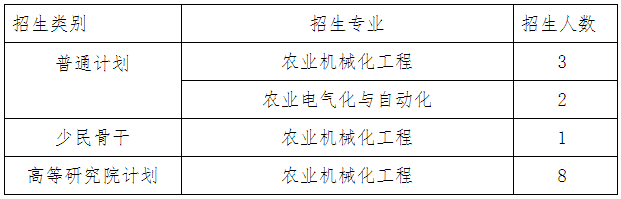 招生类别 招生专业 招生人数
普通计划 农业机械化工程 3
农业电气化与自动化 2
少民骨干 农业机械化工程 1
高等研究院计划 农业机械化工程 8